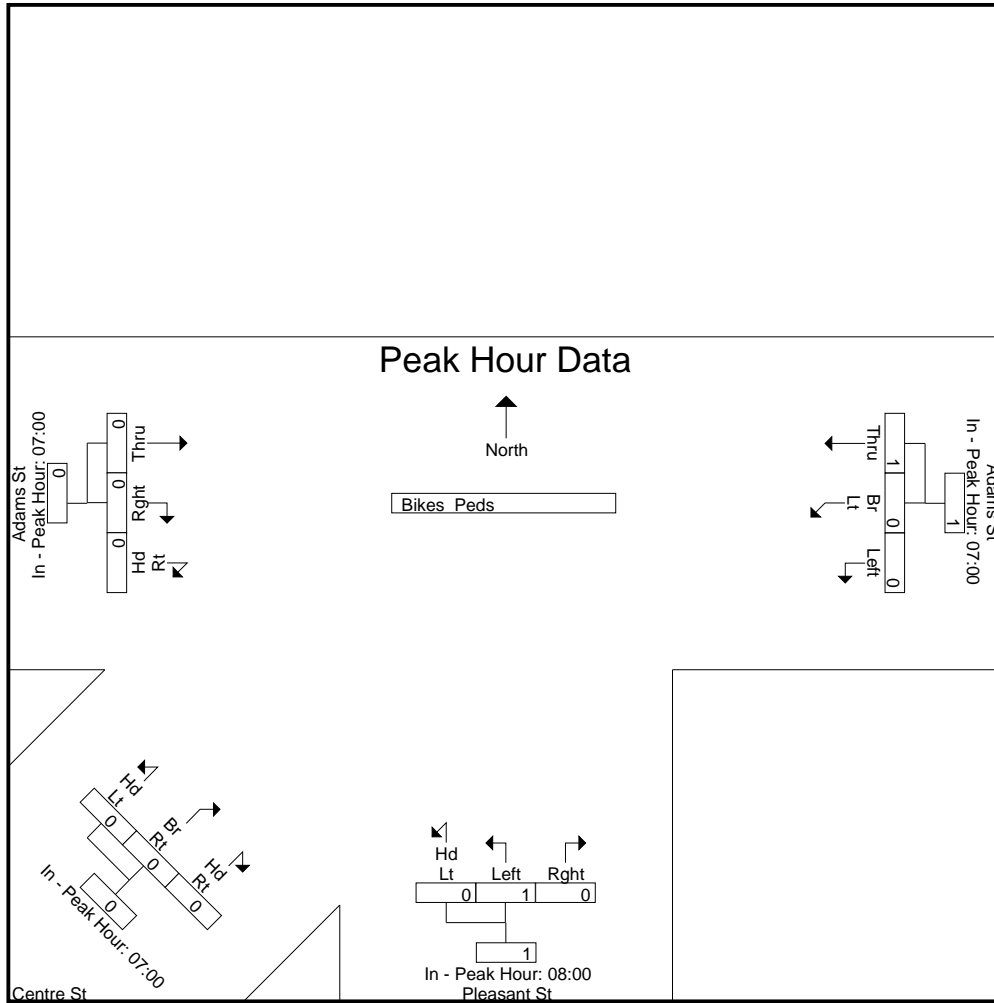 Peak Hour Data
North
Bikes Peds
Adams St
In - Peak Hour: 07:00
0
0
0
0
Thru
Rght
Hd
Rt
Adams St
In - Peak Hour: 07:00
1
1
0
0
Thru
Br
Lt
Left
Hd
Lt
Br
Rt
Hd
Rt
0
0
0
0
In - Peak Hour: 07:00
Centre St
Hd
Lt Left Rght
0 1 0
1
In - Peak Hour: 08:00
Pleasant St